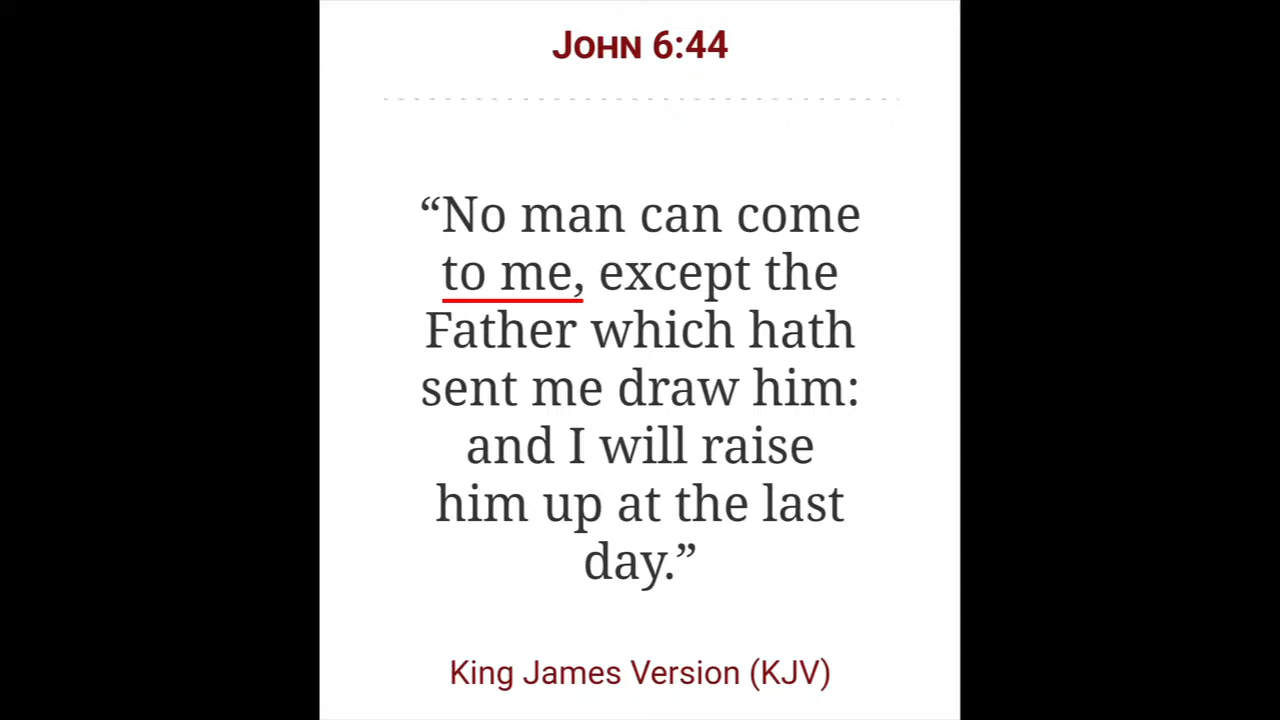 John 6:44
“No man can come
to me, except the
Father which hath
sent me draw him:
and I will raise
him up at the last
day.”
King James Version (KJV)